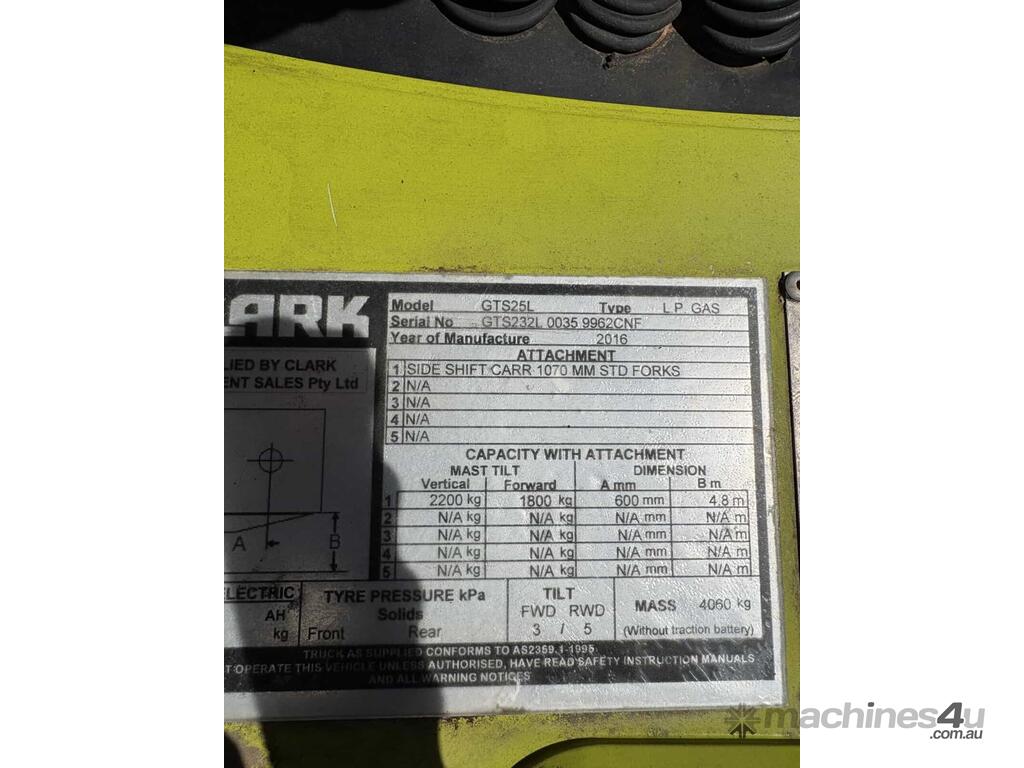 LARK
Model GTS25L Type L P GAS
Serial No GTS232L 0035 9962CNF
Year of Manufacture 2016
ATTACHMENT
1 SIDE SHIFT CARR 1070 MM STD FORKS
2 N/A
3 N/A
4 N/A
5 N/A
LIED BY CLARK
ENT SALES Pty Ltd
A B
CAPACITY WITH ATTACHMENT
MAST TILT DIMENSION
Vertical Forward A mm B m
1 2200 kg 1800 kg 600 mm 4.8 m
2 N/A kg N/A kg N/A mm N/A m
3 N/A kg N/A kg N/A mm N/A m
4 N/A kg N/A kg N/A mm N/A m
5 N/A kg N/A kg N/A mm N/A m
ELECTRIC
AH
kg
TYRE PRESSURE kPa
Solids
Front Rear
TILT
FWD RWD
3 / 5
MASS 4060 kg
(Without traction battery)
TRUCK AS SUPPLIED CONFORMS TO AS2359.1-1995
T OPERATE THIS VEHICLE UNLESS AUTHORISED, HAVE READ SAFETY INSTRUCTION MANUALS
AND ALL WARNING NOTICES
machines4u
.com.au